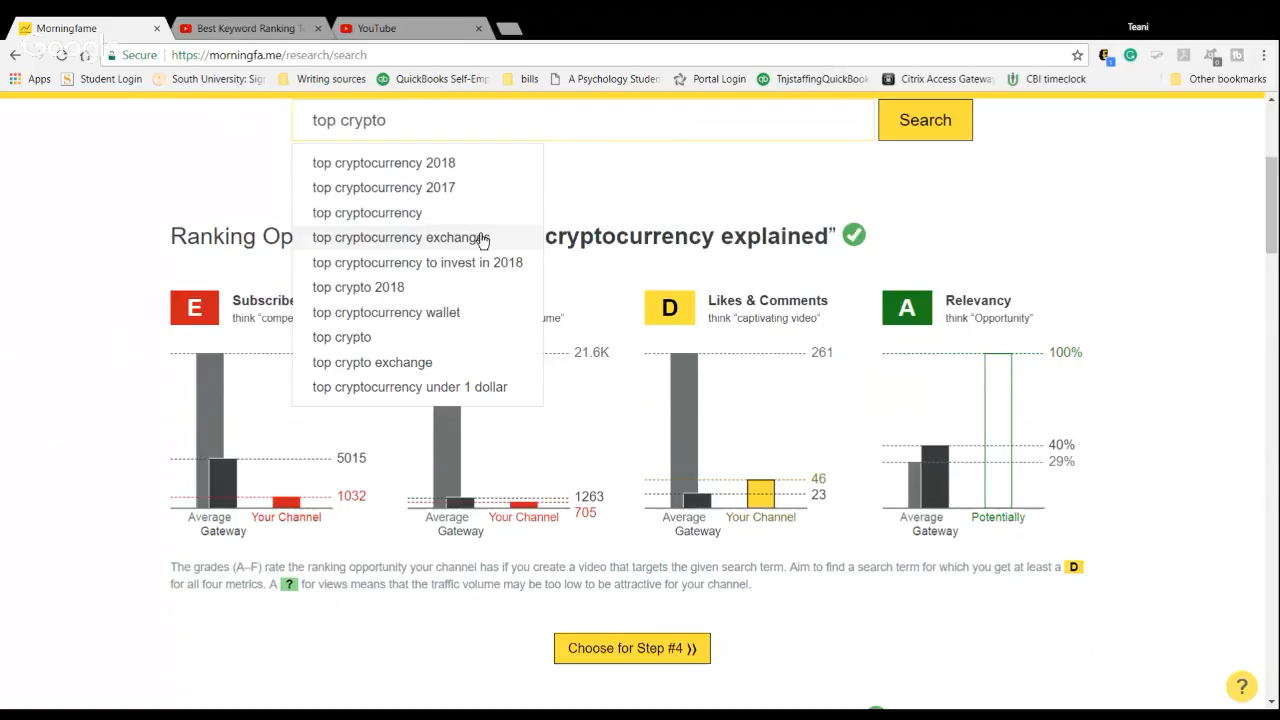 Teani
Morningfame
Best Keyword Ranking T
YouTube
Google
Secure
https://morningfa.me/research/search
1
0
Apps
Student Login
South University: Sig
Writing sources
QuickBooks Self-Emp
bills
A Psychology Studen
Portal Login
TnjstaffingQuickBook
Citrix Access Gateway
CBI timeclock
Other bookmarks
top crypto
Search
top cryptocurrency 2018
top cryptocurrency 2017
top cryptocurrency
top cryptocurrency exchanges
top cryptocurrency to invest in 2018
top crypto 2018
top cryptocurrency wallet
top crypto
top crypto exchange
top cryptocurrency under 1 dollar
Ranking Op cryptocurrency explained”
E
Subscribe
think “compe
ume”
D
Likes & Comments
think “captivating video”
A
Relevancy
think “Opportunity”
21.6K
261
100%
5015
1032
1263
705
46
23
40%
29%
Average
Gateway
Your Channel
Average
Gateway
Your Channel
Average
Gateway
Your Channel
Average
Gateway
Potentially
The grades (A–F) rate the ranking opportunity your channel has if you create a video that targets the given search term. Aim to find a search term for which you get at least a D
for all four metrics. A ? for views means that the traffic volume may be too low to be attractive for your channel.
Choose for Step #4 ⟩⟩
?